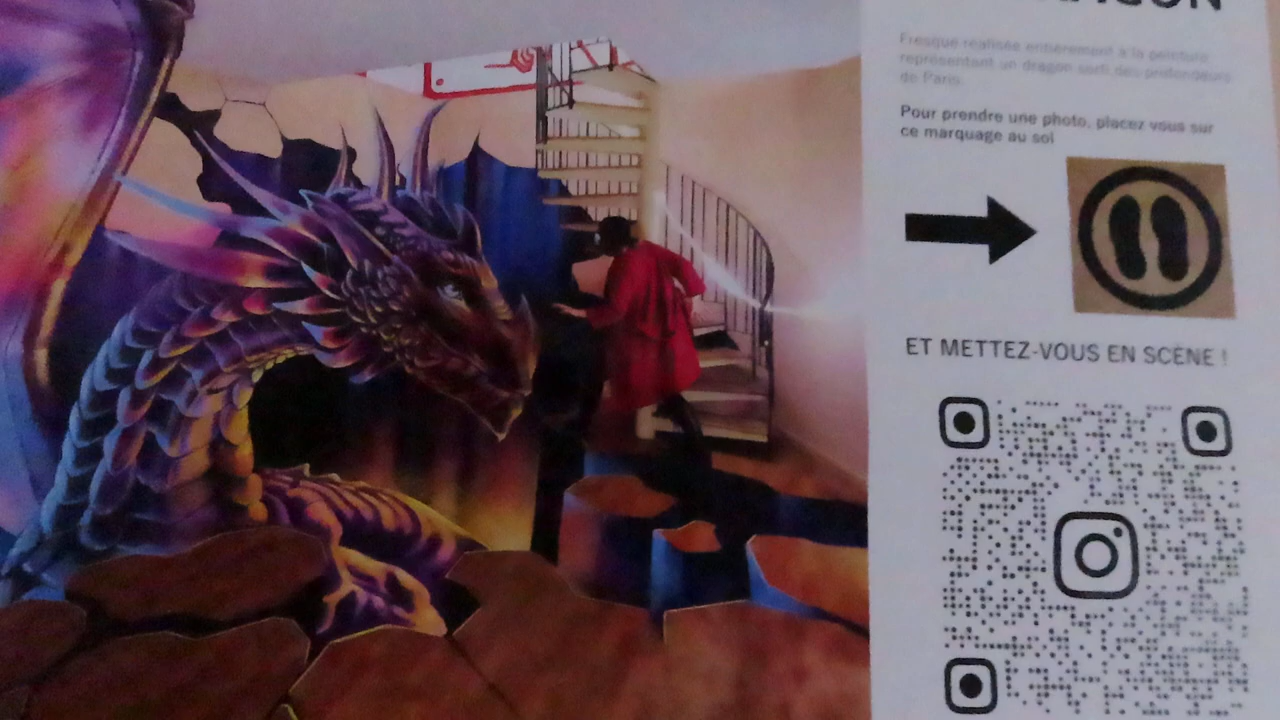 DRAGON
Fresque réalisée entièrement à la peinture
représentant un dragon sorti des profondeurs
de Paris.
Pour prendre une photo, placez vous sur
ce marquage au sol
ET METTEZ-VOUS EN SCÈNE !